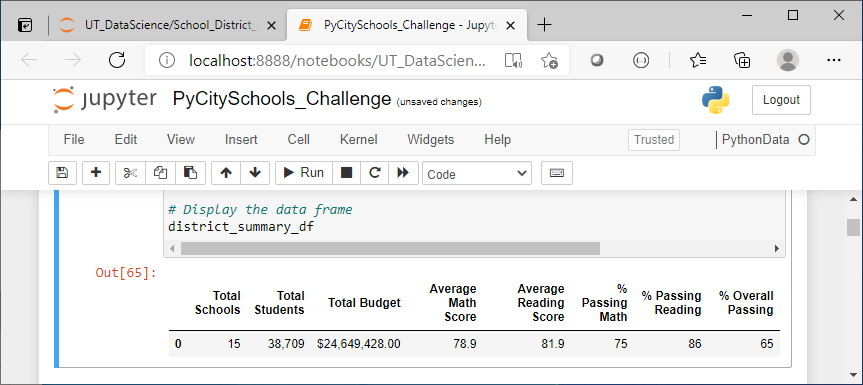 UT_DataScience/School_District_
PyCitySchools_Challenge - Jupyt
localhost:8888/notebooks/UT_DataScien...
jupyter PyCitySchools_Challenge (unsaved changes)
Logout
File Edit View Insert Cell Kernel Widgets Help
Trusted
PythonData
Run
Code
# Display the data frame
district_summary_df
Out[65]:
Total Schools Total Students Total Budget Average Math Score Average Reading Score % Passing Math % Passing Reading % Overall Passing
0 15 38,709 $24,649,428.00 78.9 81.9 75 86 65